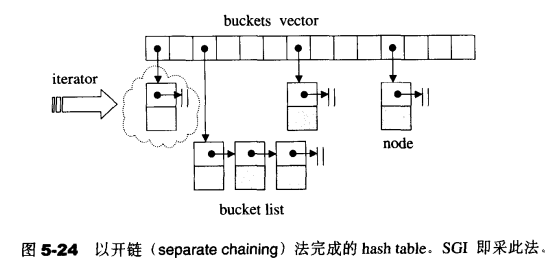 buckets vector
iterator
node
bucket list
图 5-24 以开链（separate chaining）法完成的 hash table。SGI 即采此法。